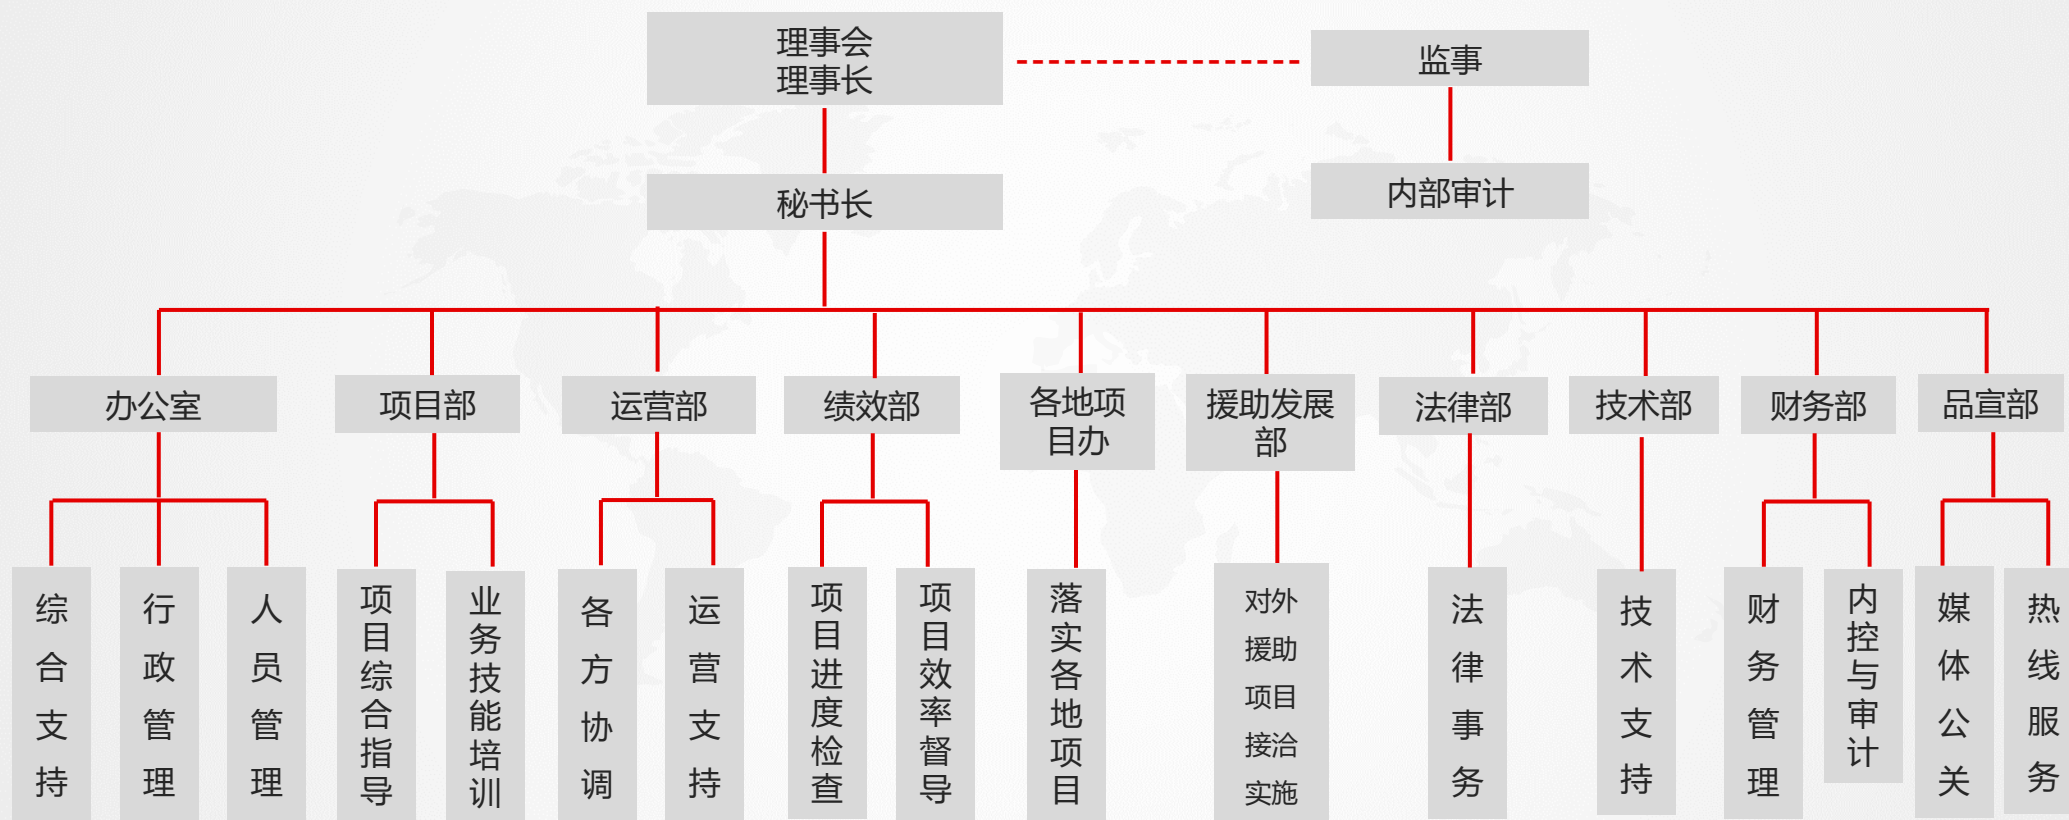 理事会
理事长
监事
秘书长
内部审计
办公室
项目部
运营部
绩效部
各地项
目办
援助发展
部
法律部
技术部
财务部
品宣部
综合支持
行政管理
人员管理
项目综合指导
业务技能培训
各方协调
运营支持
项目进度检查
项目效率督导
落实各地项目
对外
援助
项目
接洽
实施
法律事务
技术支持
财务管理
内控与审计
媒体公关
热线服务